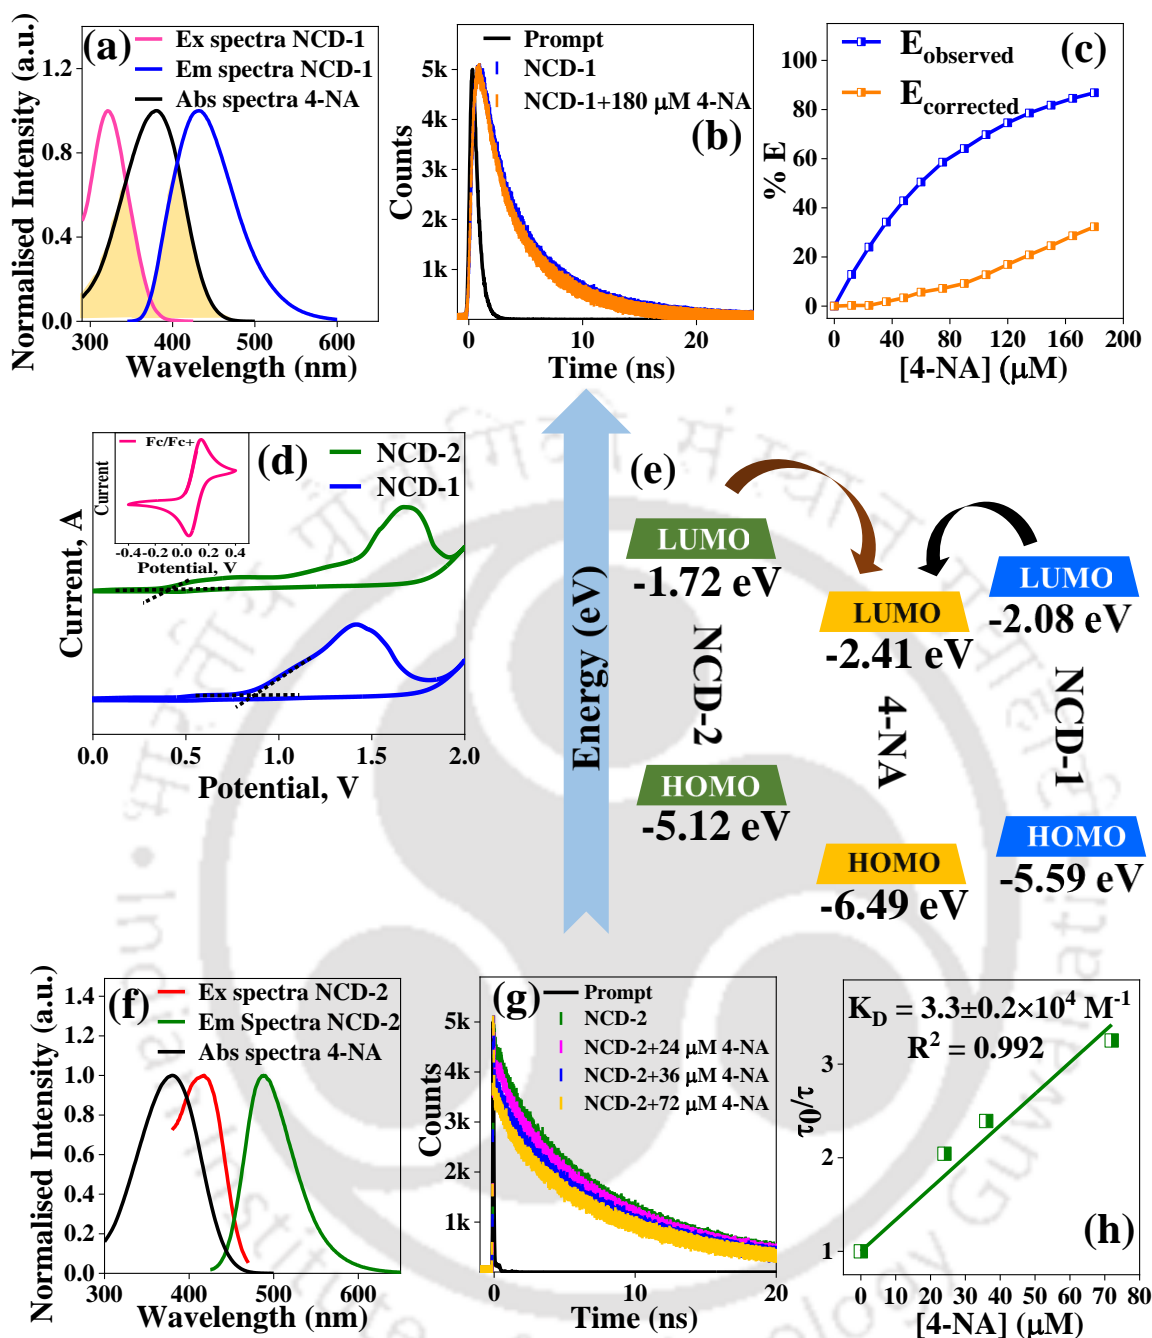 (a)
Ex spectra NCD-1
Em spectra NCD-1
Abs spectra 4-NA
Normalised Intensity (a.u.)
1.2
0.8
0.4
0.0
300 400 500 600
Wavelength (nm)
(b)
Prompt
NCD-1
NCD-1+180 μM 4-NA
Counts
5k
4k
3k
2k
1k
0 10 20
Time (ns)
(c)
E observed
E corrected
% E
100
80
60
40
20
0
0 40 80 120 160 200
[4-NA] (μM)
(d)
Fc/Fc+
Current
-0.4 -0.2 0.0 0.2 0.4
Potential, V
NCD-2
NCD-1
Current, A
0.0 0.5 1.0 1.5 2.0
Potential, V
Energy (eV)
(e)
LUMO
-1.72 eV
NCD-2
HOMO
-5.12 eV
LUMO
-2.41 eV
4-NA
HOMO
-6.49 eV
LUMO
-2.08 eV
NCD-1
HOMO
-5.59 eV
(f)
Ex spectra NCD-2
Em Spectra NCD-2
Abs spectra 4-NA
Normalised Intensity (a.u.)
1.4
1.2
1.0
0.8
0.6
0.4
0.2
0.0
300 400 500 600
Wavelength (nm)
(g)
Prompt
NCD-2
NCD-2+24 μM 4-NA
NCD-2+36 μM 4-NA
NCD-2+72 μM 4-NA
Counts
5k
4k
3k
2k
1k
0 10 20
Time (ns)
K_D = 3.3±0.2×10⁴ M⁻¹
R² = 0.992
(h)
τ0/τ
3
2
1
0 10 20 30 40 50 60 70 80
[4-NA] (μM)